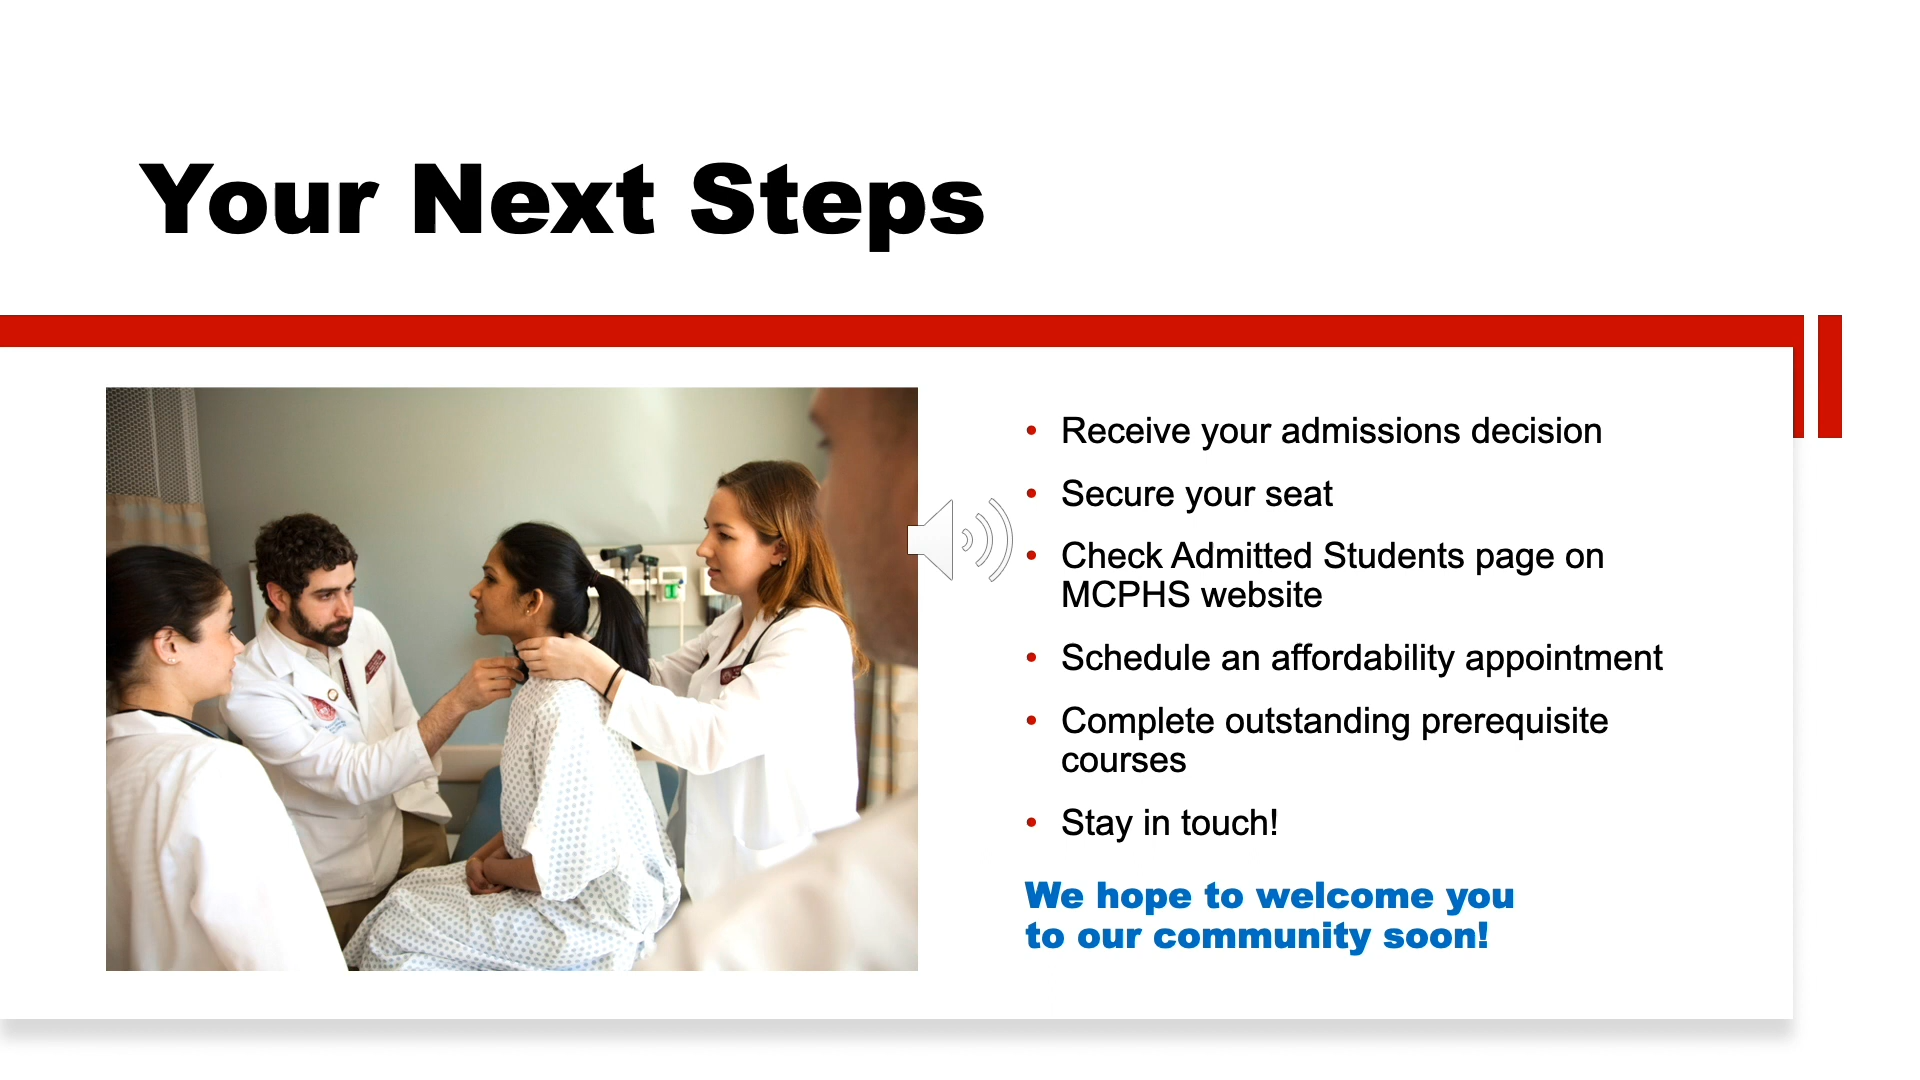 Your Next Steps
• Receive your admissions decision
• Secure your seat
• Check Admitted Students page on
MCPHS website
• Schedule an affordability appointment
• Complete outstanding prerequisite
courses
• Stay in touch!
We hope to welcome you
to our community soon!